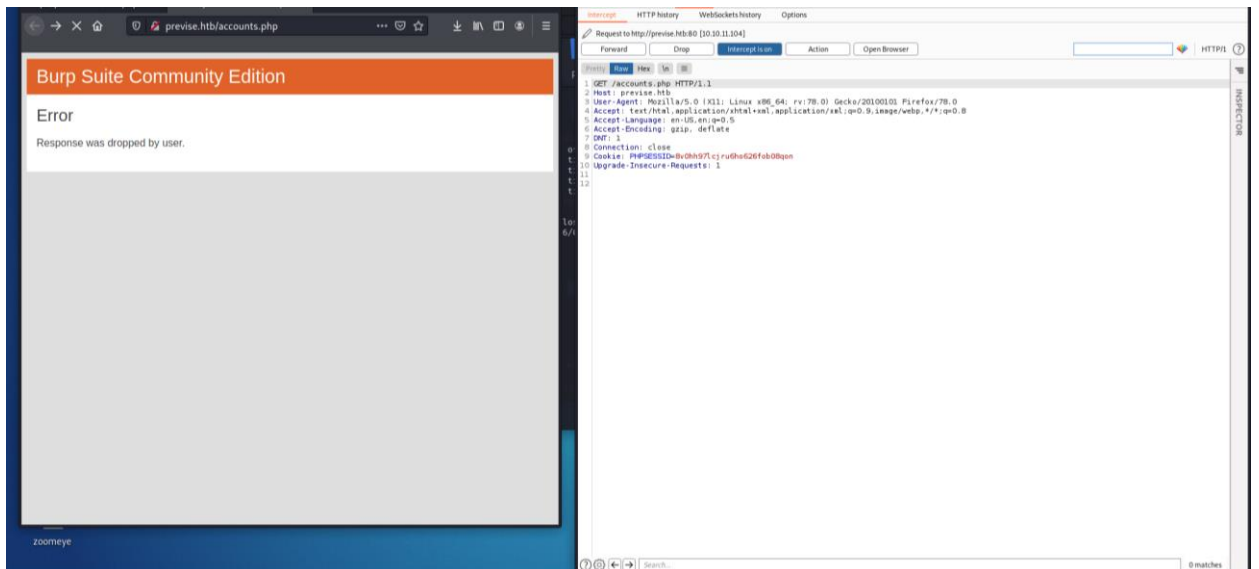 previse.htb/accounts.php
Burp Suite Community Edition
Error
Response was dropped by user.
zoomeye
Intercept HTTP history WebSockets history Options
Request to http://previse.htb:80 [10.10.11.104]
Forward Drop Intercept is on Action Open Browser HTTP/1
Pretty Raw Hex \n
INSPECTOR
1 GET /accounts.php HTTP/1.1
2 Host: previse.htb
3 User-Agent: Mozilla/5.0 (X11; Linux x86_64; rv:78.0) Gecko/20100101 Firefox/78.0
4 Accept: text/html,application/xhtml+xml,application/xml;q=0.9,image/webp,*/*;q=0.8
5 Accept-Language: en-US,en;q=0.5
6 Accept-Encoding: gzip, deflate
7 DNT: 1
8 Connection: close
9 Cookie: PHPSESSID=
10 Upgrade-Insecure-Requests: 1
11
12
Search...
0 matches